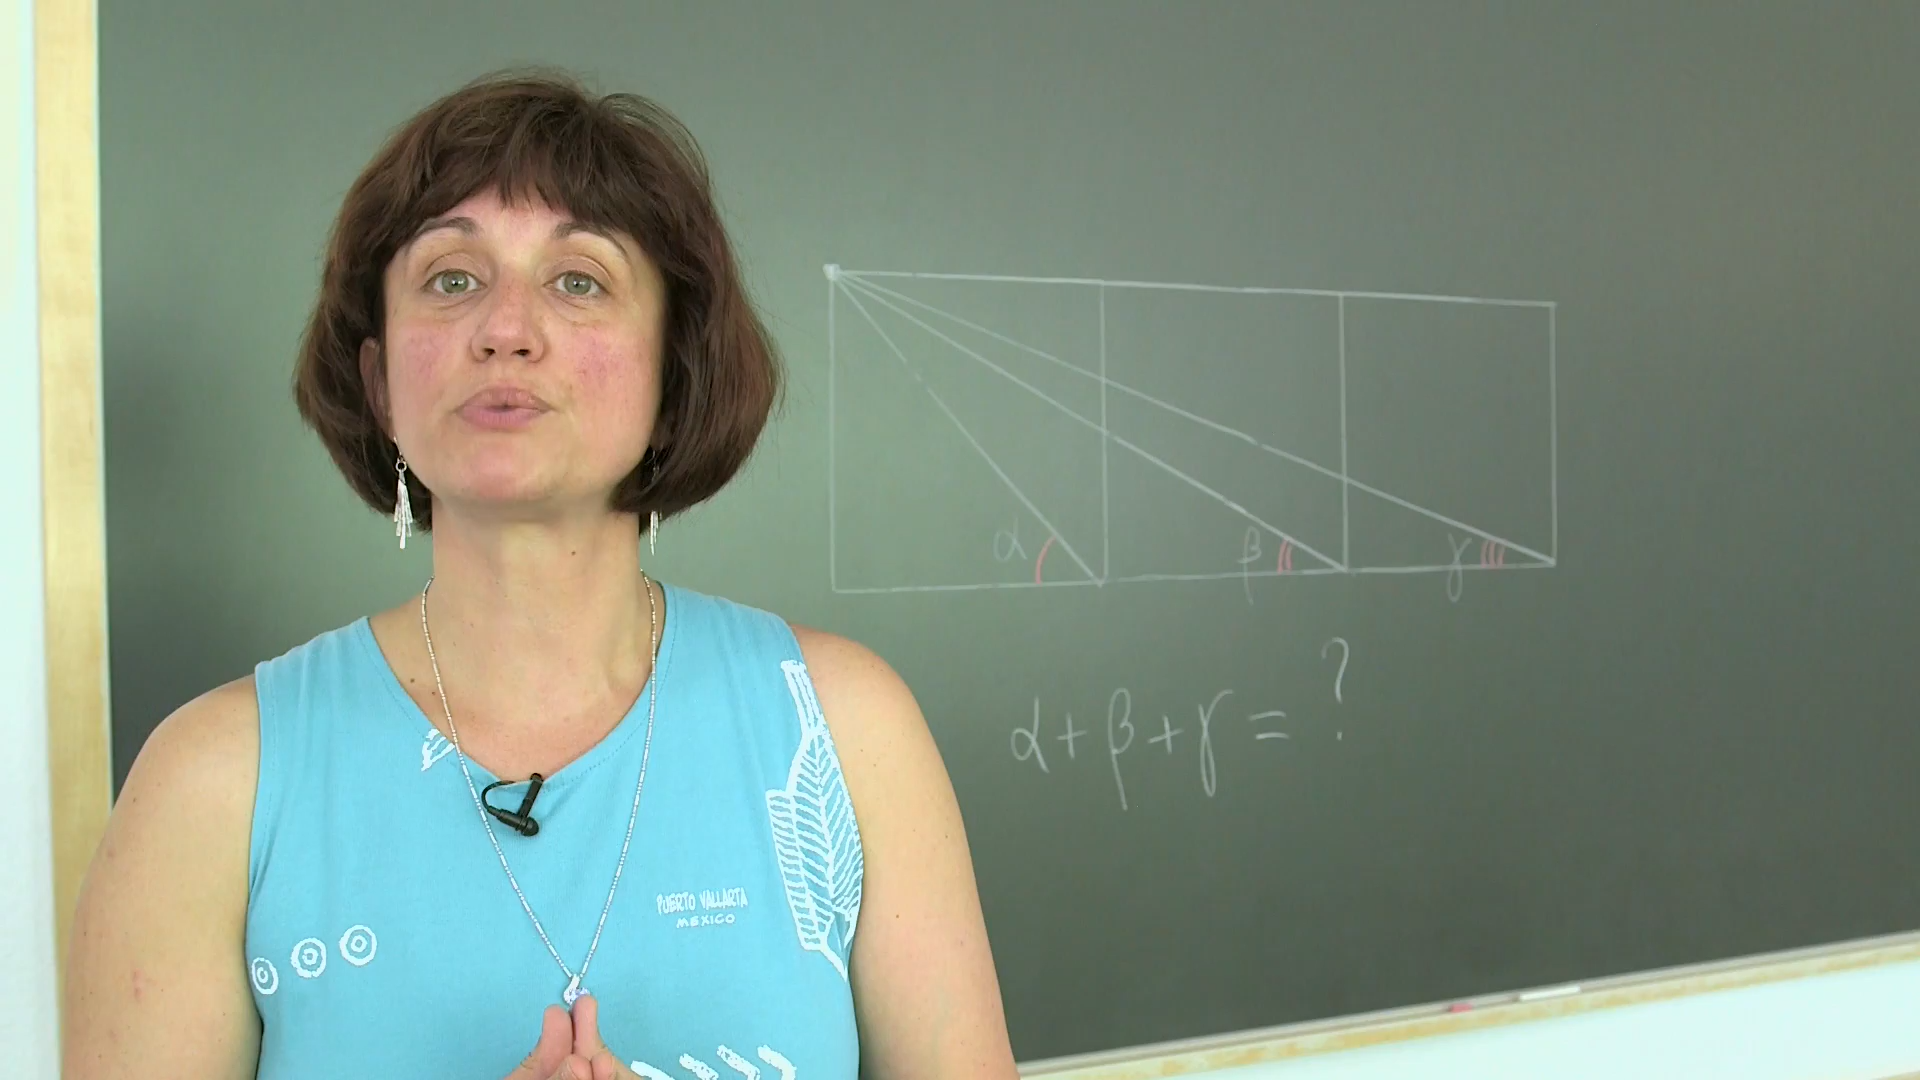 α β γ
α + β + γ = ?
PUERTO VALLARTA
MEXICO